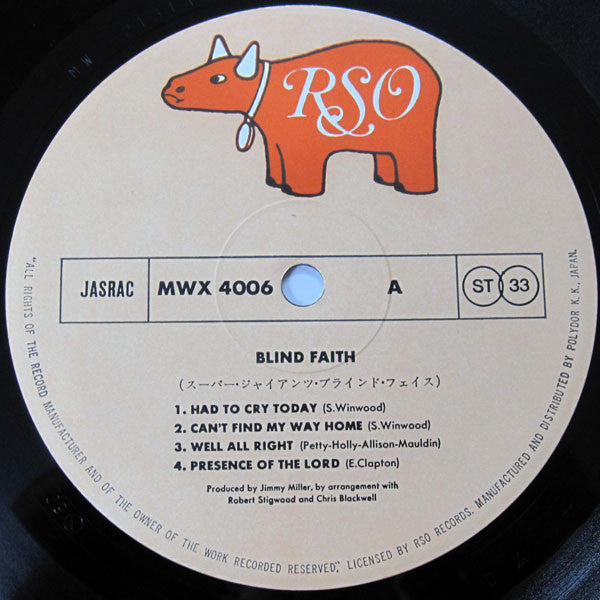 RSO
JASRAC
MWX 4006
A
ST 33
BLIND FAITH
(スーパー・ジャイアンツ・ブラインド・フェイス)
1. HAD TO CRY TODAY (S.Winwood)
2. CAN'T FIND MY WAY HOME (S.Winwood)
3. WELL ALL RIGHT (Petty-Holly-Allison-Mauldin)
4. PRESENCE OF THE LORD (E.Clapton)
Produced by Jimmy Miller, by arrangement with
Robert Stigwood and Chris Blackwell
"ALL RIGHTS OF THE RECORD MANUFACTURER AND OF THE OWNER OF THE WORK RECORDED RESERVED," LICENSED BY RSO RECORDS. MANUFACTURED AND DISTRIBUTED BY POLYDOR K.K., JAPAN.